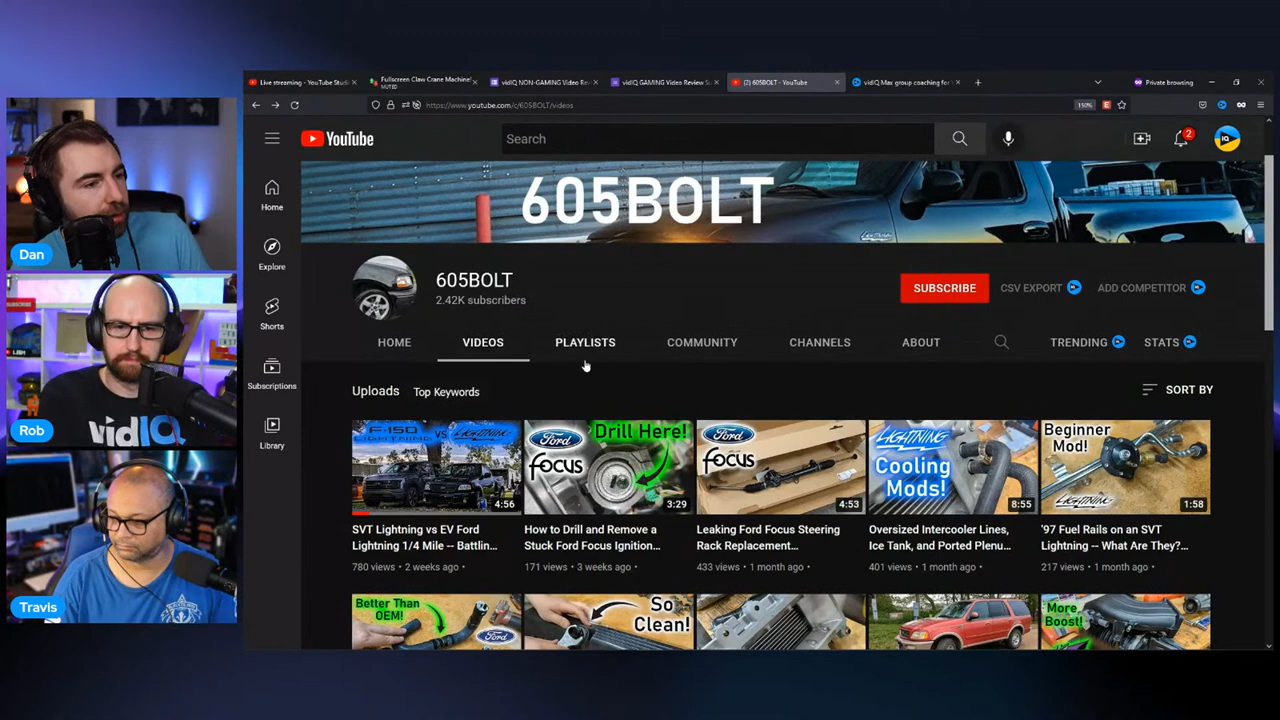 Live streaming - YouTube Studi
Fullscreen Claw Crane Machine!
MUTED
vidIQ NON-GAMING Video Re
vidIQ GAMING Video Review Se
(2) 605BOLT - YouTube
vidIQ Max group coaching for
Private browsing
https://www.youtube.com/c/605BOLT/videos
150%
E
YouTube
Search
2
IQ
605BOLT
Home
Explore
Shorts
Subscriptions
Library
605BOLT
2.42K subscribers
SUBSCRIBE
CSV EXPORT
ADD COMPETITOR
HOME
VIDEOS
PLAYLISTS
COMMUNITY
CHANNELS
ABOUT
TRENDING
STATS
Uploads
Top Keywords
SORT BY
F-150
LIGHTNING VS LIGHTNING
4:56
Ford
Focus
Drill Here!
3:29
Ford
Focus
4:53
LIGHTNING
Cooling
Mods!
8:55
Beginner
Mod!
LIGHTNING
1:58
SVT Lightning vs EV Ford
Lightning 1/4 Mile -- Battlin...
780 views • 2 weeks ago
How to Drill and Remove a
Stuck Ford Focus Ignition...
171 views • 3 weeks ago
Leaking Ford Focus Steering
Rack Replacement...
433 views • 1 month ago
Oversized Intercooler Lines,
Ice Tank, and Ported Plenu...
401 views • 1 month ago
'97 Fuel Rails on an SVT
Lightning -- What Are They?...
217 views • 1 month ago
Better Than
OEM!
Ford
So
Clean!
More
Boost!
Dan
vidIQ
Rob
Travis